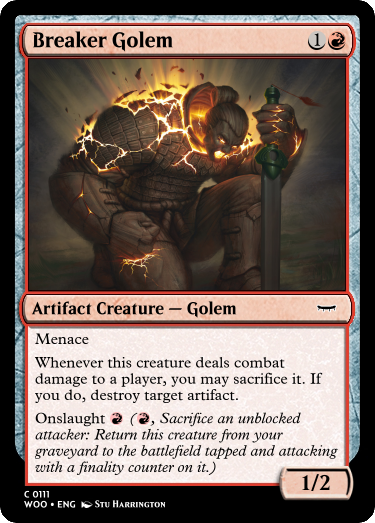 Breaker Golem 1
Artifact Creature — Golem
Menace
Whenever this creature deals combat
damage to a player, you may sacrifice it. If
you do, destroy target artifact.
Onslaught (, Sacrifice an unblocked
attacker: Return this creature from your
graveyard to the battlefield tapped and attacking
with a finality counter on it.)
1/2
C 0111
WOO • ENG Stu Harrington